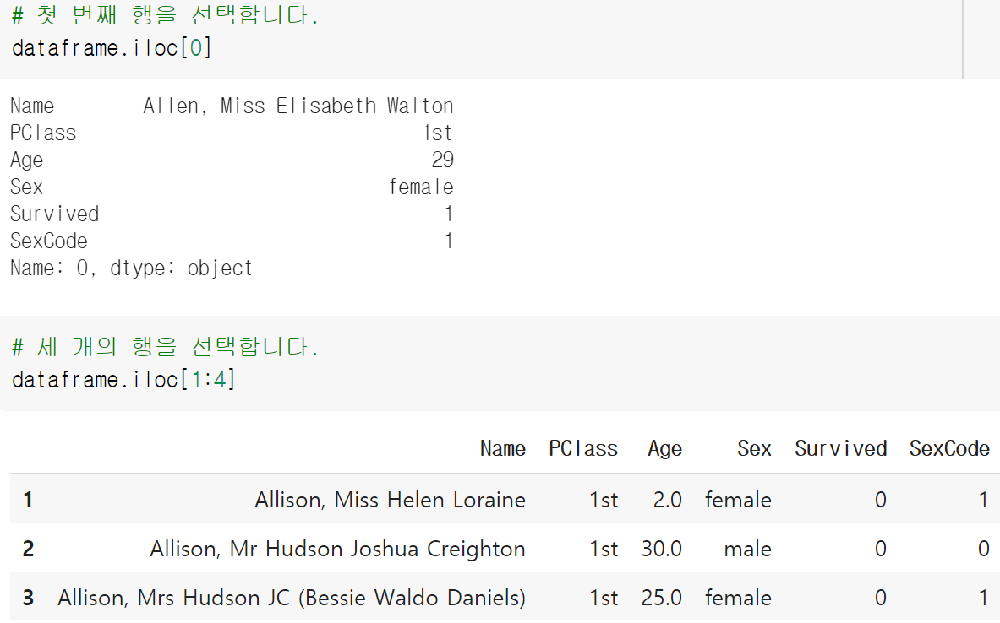 # 첫 번째 행을 선택합니다.
dataframe.iloc[0]
Name Allen, Miss Elisabeth Walton
PClass 1st
Age 29
Sex female
Survived 1
SexCode 1
Name: 0, dtype: object
# 세 개의 행을 선택합니다.
dataframe.iloc[1:4]
Name PClass Age Sex Survived SexCode
1 Allison, Miss Helen Loraine 1st 2.0 female 0 1
2 Allison, Mr Hudson Joshua Creighton 1st 30.0 male 0 0
3 Allison, Mrs Hudson JC (Bessie Waldo Daniels) 1st 25.0 female 0 1